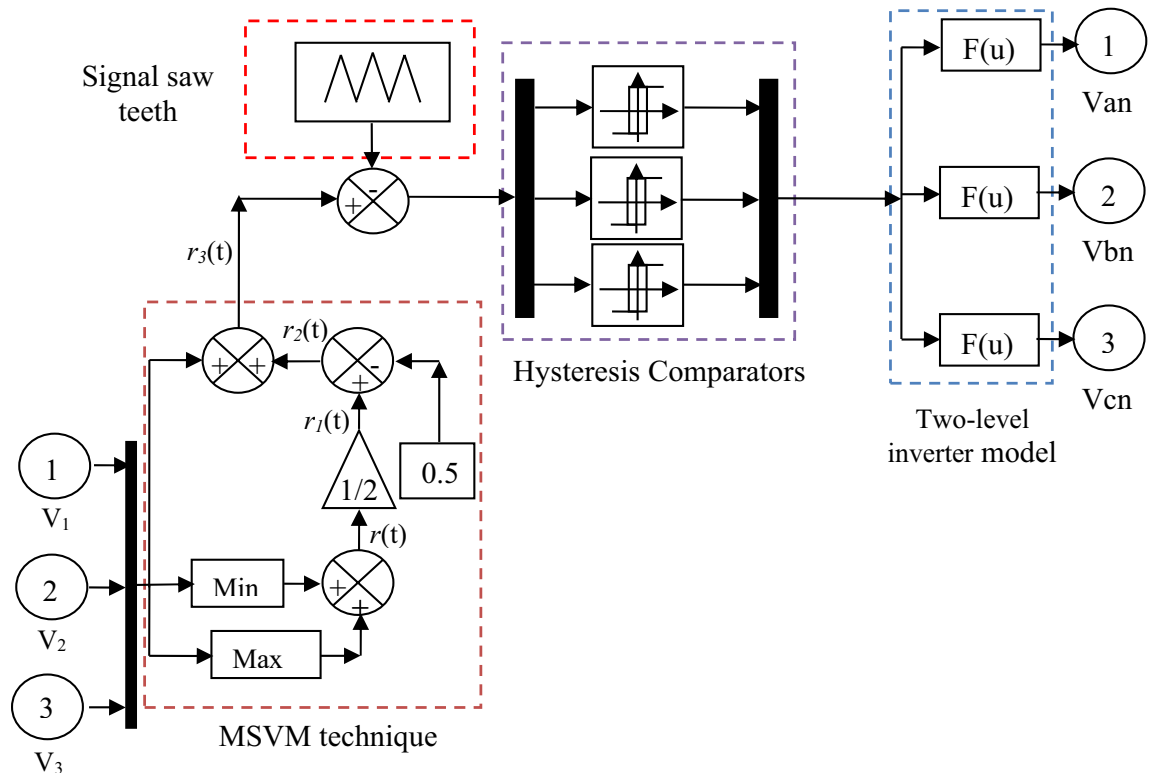 Signal saw
teeth
-
+
r3(t)
F(u)
1
Van
F(u)
2
Vbn
F(u)
3
Vcn
Hysteresis Comparators
Two-level
inverter model
+ +
r2(t)
-
+
r1(t)
0.5
1/2
r(t)
1
V1
2
V2
3
V3
Min
+
+
Max
MSVM technique